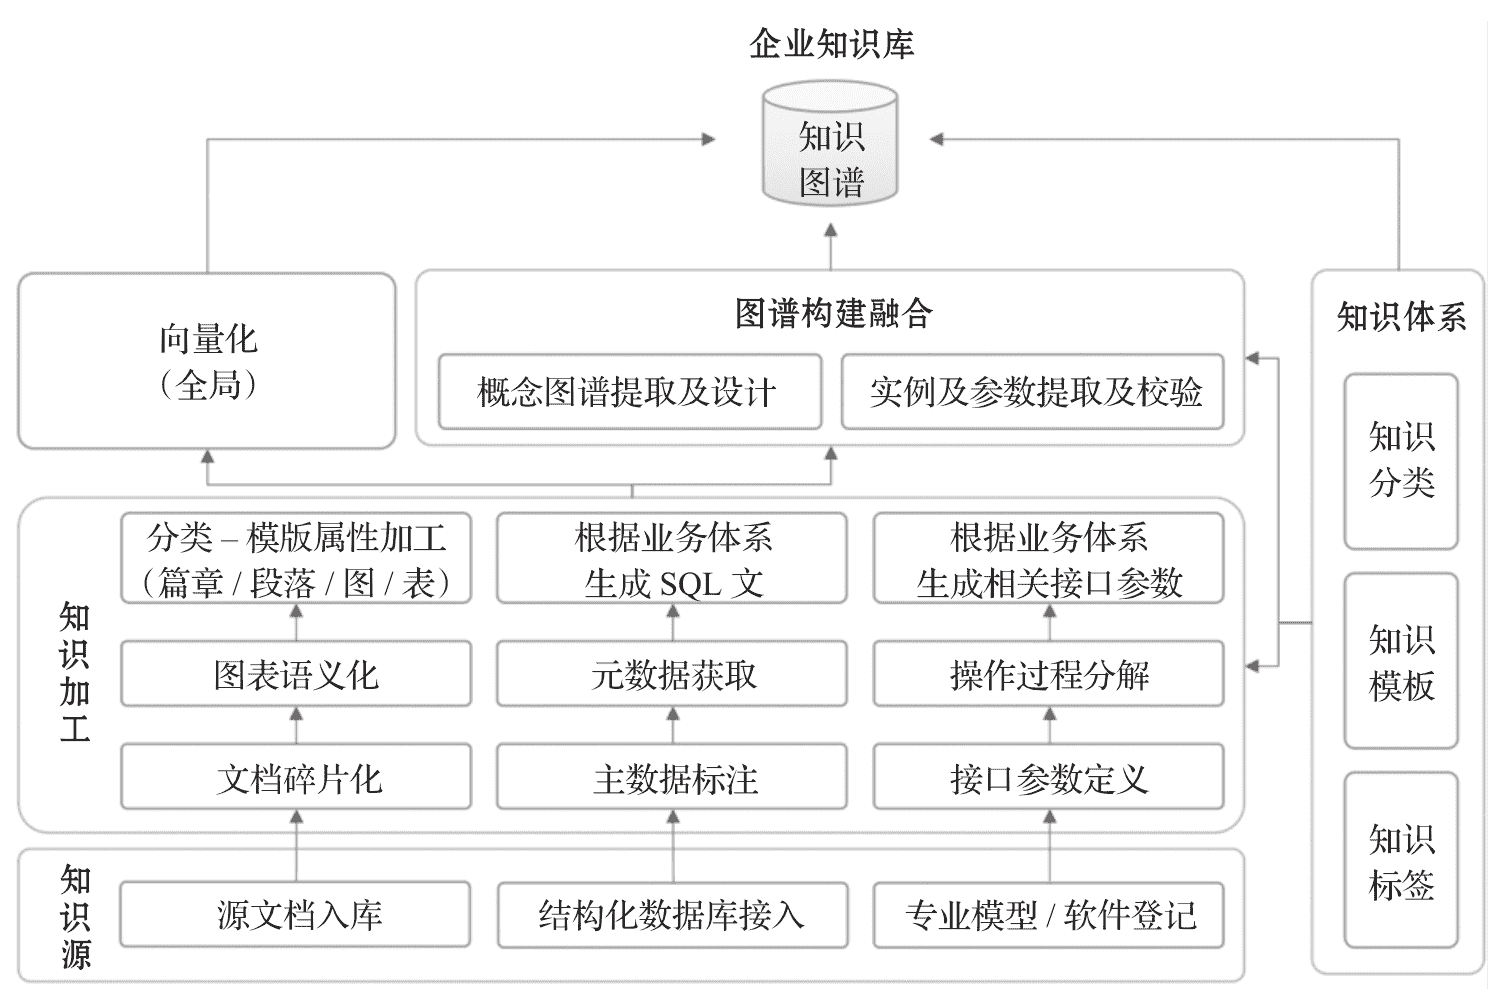 企业知识库
知识
图谱
向量化
（全局）
图谱构建融合
概念图谱提取及设计
实例及参数提取及校验
知识体系
知识
分类
知识
模板
知识
标签
知识加工
分类 – 模版属性加工
（篇章 / 段落 / 图 / 表）
根据业务体系
生成 SQL 文
根据业务体系
生成相关接口参数
图表语义化
元数据获取
操作过程分解
文档碎片化
主数据标注
接口参数定义
知识源
源文档入库
结构化数据库接入
专业模型 / 软件登记